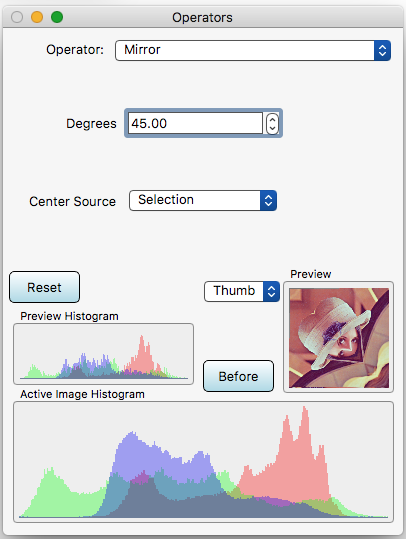 Operators
Operator: Mirror
Degrees 45.00
Center Source Selection
Reset Thumb Preview
Preview Histogram
Before
Active Image Histogram